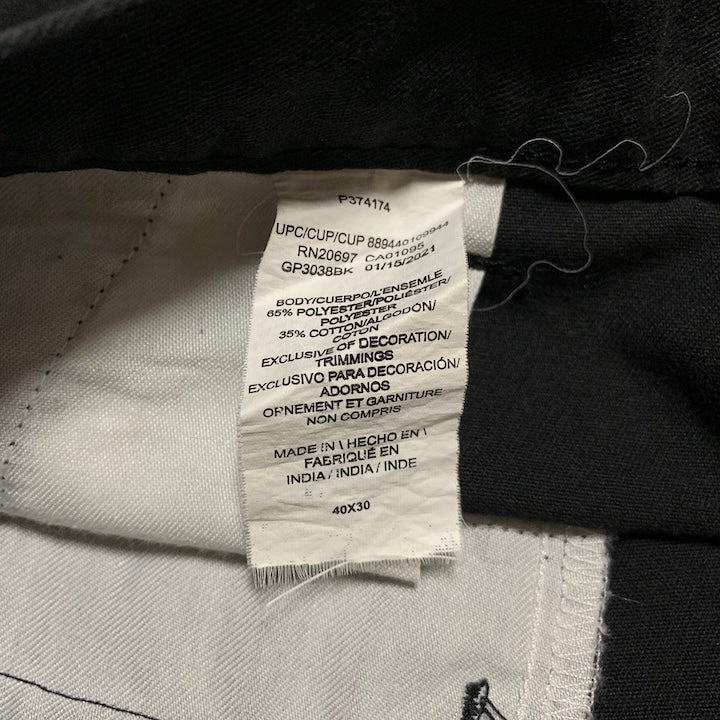 P374174
UPC/CUP/CUP 889440109944
RN20697 CA01095
GP3038BK 01/15/2021
BODY/CUERPO/L'ENSEMLE
65% POLYESTER/POLIÉSTER/
POLYESTER
35% COTTON/ALGODÓN/
COTON
EXCLUSIVE OF DECORATION/
TRIMMINGS
EXCLUSIVO PARA DECORACIÓN/
ADORNOS
ORNEMENT ET GARNITURE
NON COMPRIS
MADE IN \ HECHO EN \
FABRIQUÉ EN
INDIA / INDIA / INDE
40X30